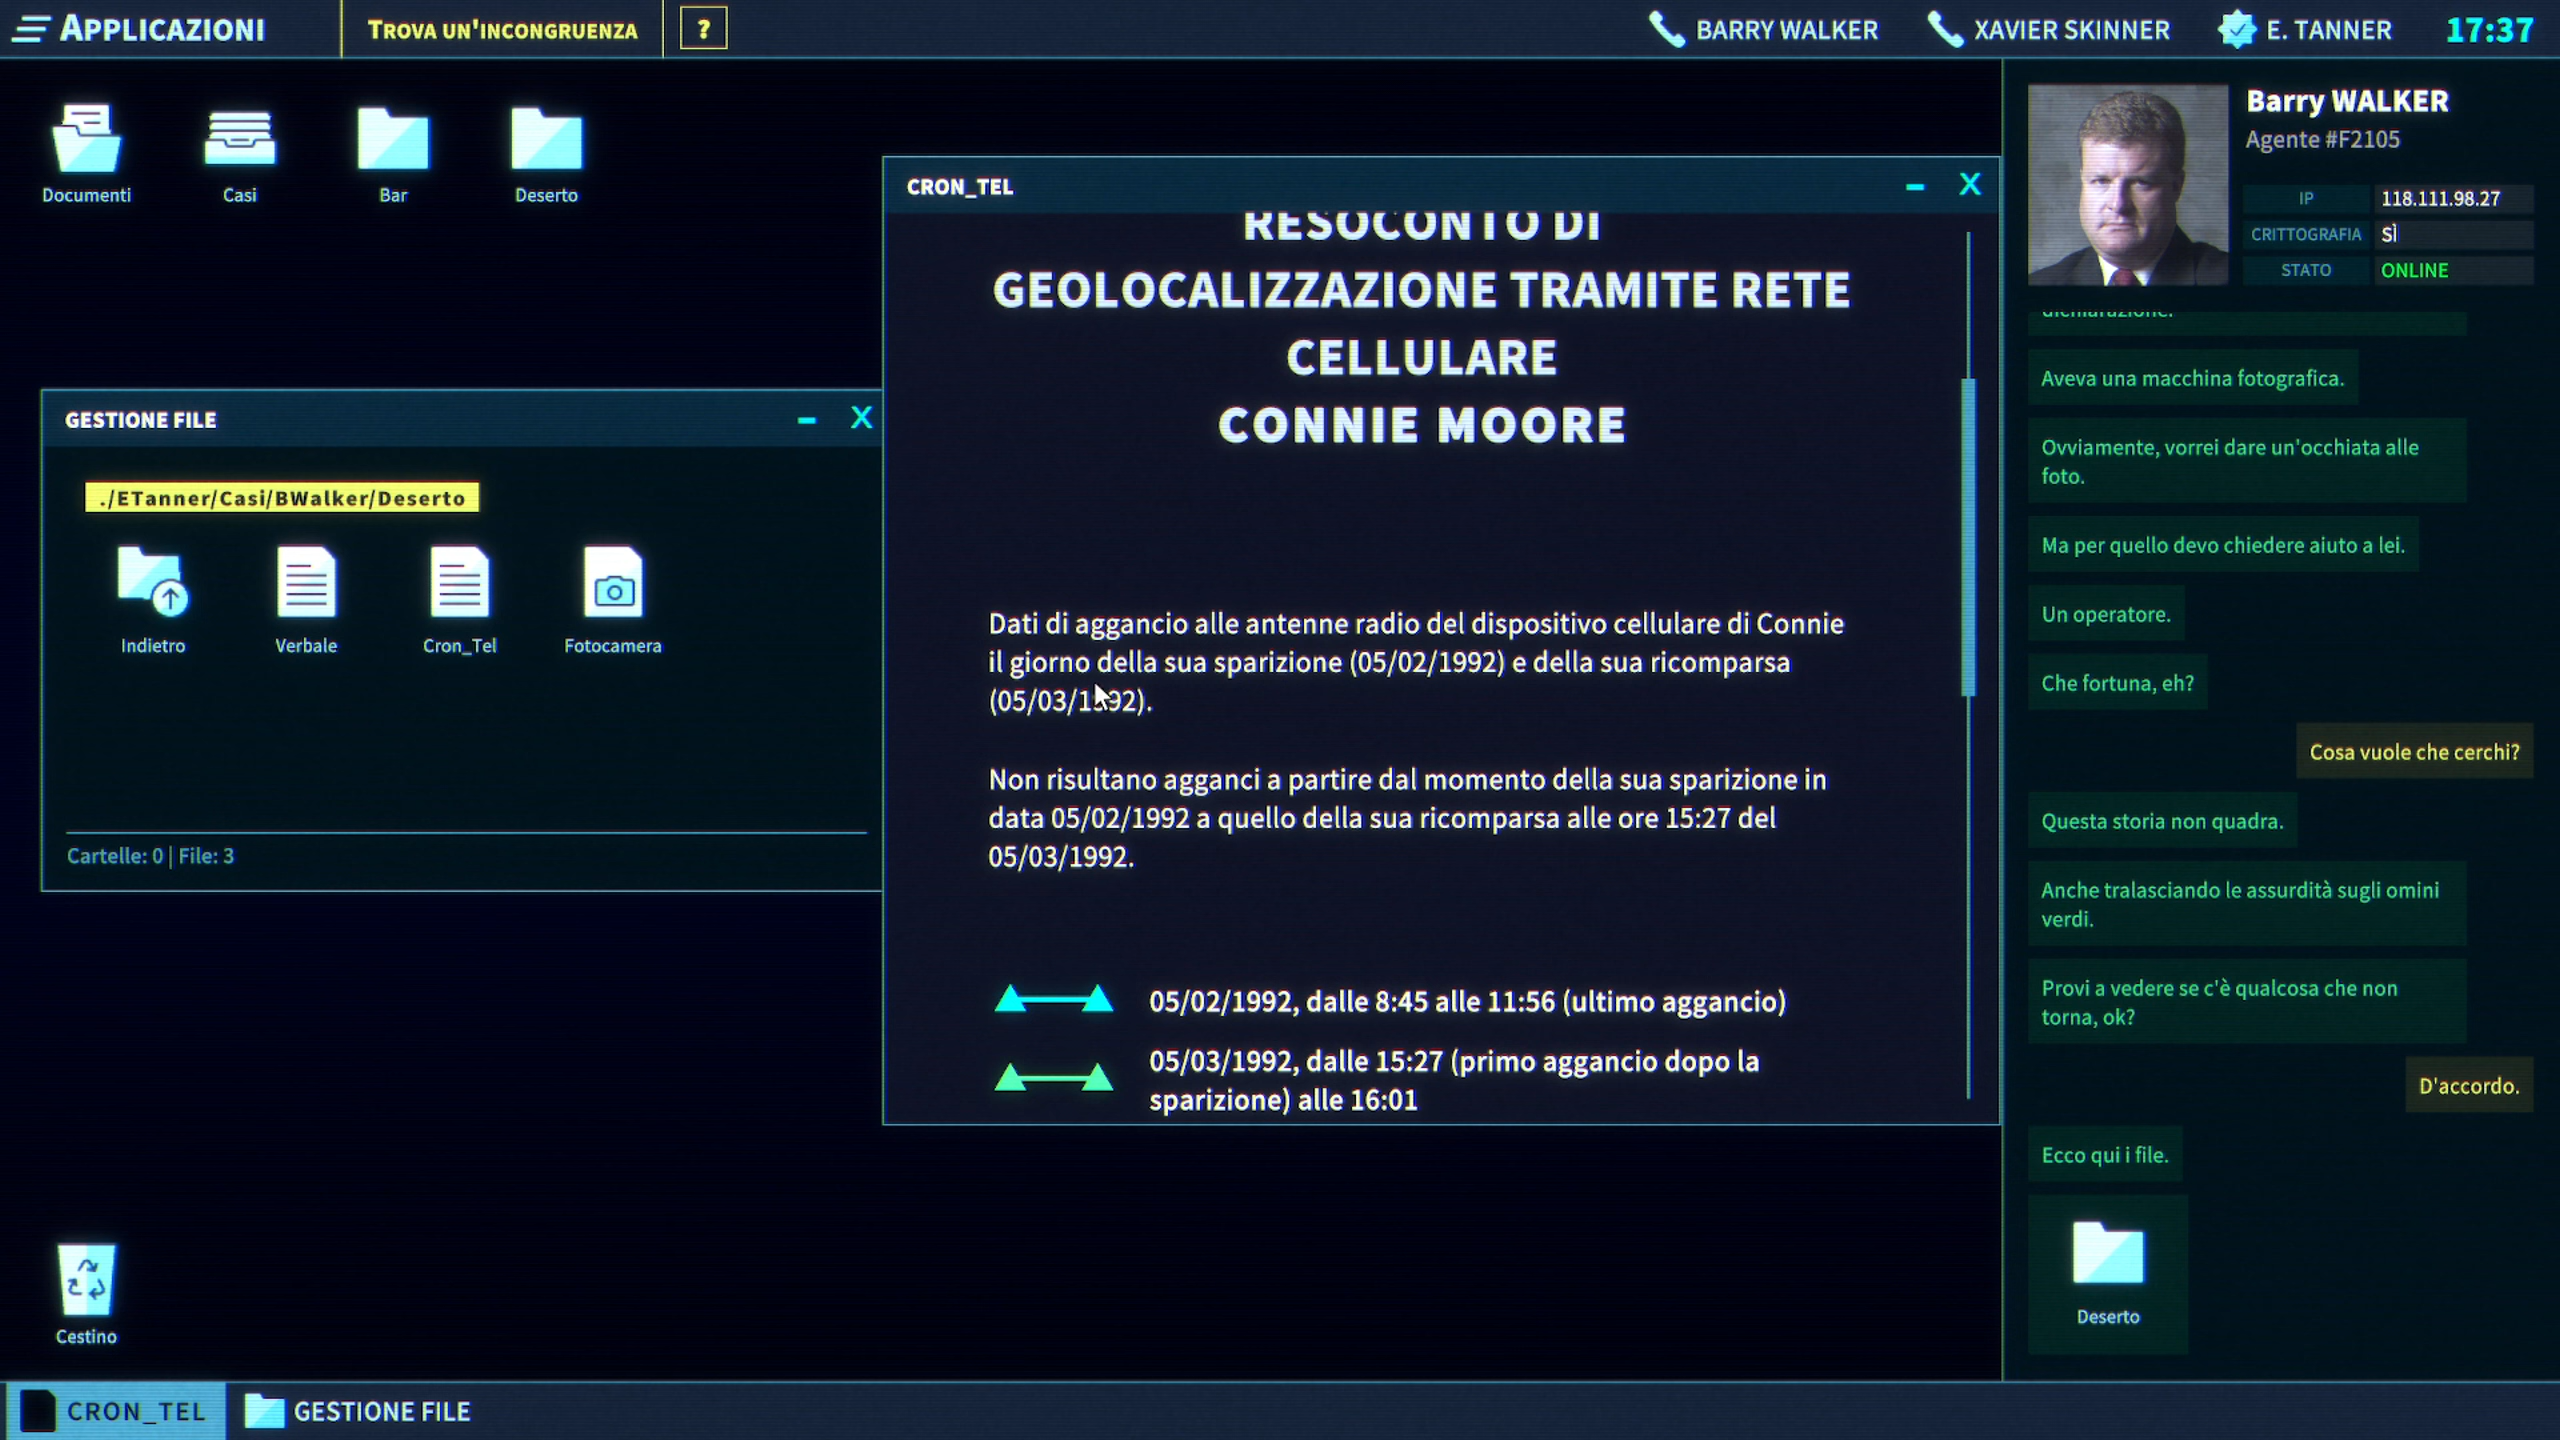 APPLICAZIONI
TROVA UN'INCONGRUENZA
?
BARRY WALKER
XAVIER SKINNER
E. TANNER
17:37
Documenti
Casi
Bar
Deserto
GESTIONE FILE
./ETanner/Casi/BWalker/Deserto
Indietro
Verbale
Cron_Tel
Fotocamera
Cartelle: 0 | File: 3
Cestino
CRON_TEL
RESOCONTO DI
GEOLOCALIZZAZIONE TRAMITE RETE
CELLULARE
CONNIE MOORE
Dati di aggancio alle antenne radio del dispositivo cellulare di Connie
il giorno della sua sparizione (05/02/1992) e della sua ricomparsa
(05/03/1992).
Non risultano agganci a partire dal momento della sua sparizione in
data 05/02/1992 a quello della sua ricomparsa alle ore 15:27 del
05/03/1992.
05/02/1992, dalle 8:45 alle 11:56 (ultimo aggancio)
05/03/1992, dalle 15:27 (primo aggancio dopo la
sparizione) alle 16:01
Barry WALKER
Agente #F2105
IP 118.111.98.27
CRITTOGRAFIA SÌ
STATO ONLINE
dichiarazione.
Aveva una macchina fotografica.
Ovviamente, vorrei dare un'occhiata alle
foto.
Ma per quello devo chiedere aiuto a lei.
Un operatore.
Che fortuna, eh?
Cosa vuole che cerchi?
Questa storia non quadra.
Anche tralasciando le assurdità sugli omini
verdi.
Provi a vedere se c'è qualcosa che non
torna, ok?
D'accordo.
Ecco qui i file.
Deserto
CRON_TEL
GESTIONE FILE